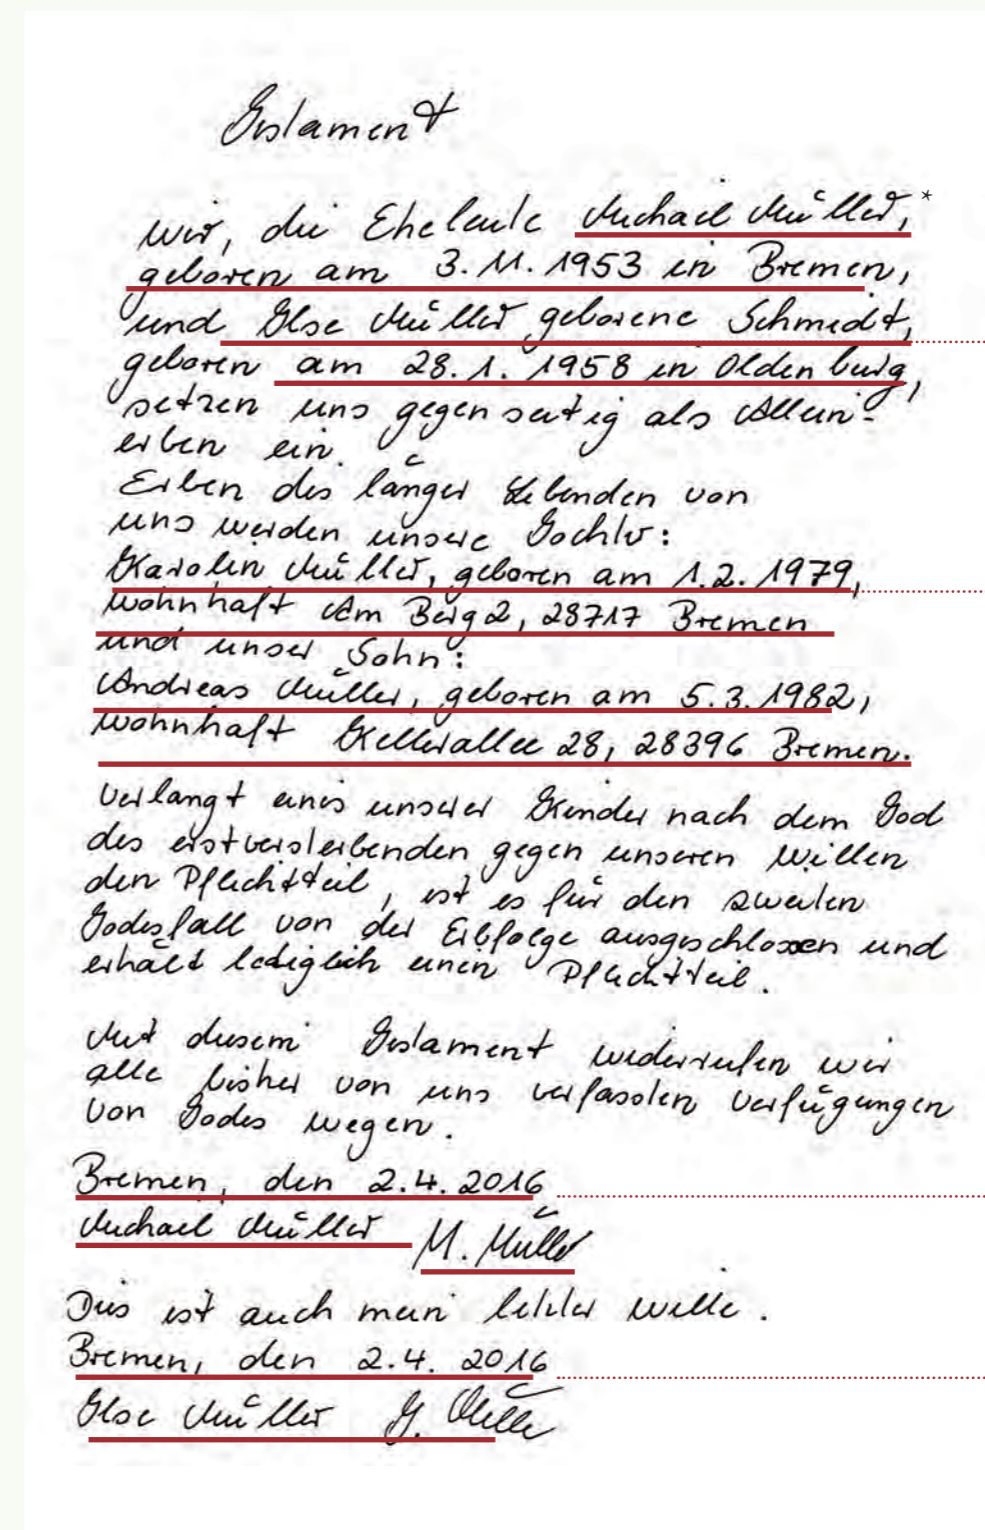 Testament
Wir, die Eheleute Michael Müller,*
geboren am 3.11.1953 in Bremen,
und Ilse Müller geborene Schmidt,
geboren am 28.1.1958 in Oldenburg,
setzen uns gegenseitig als Allein-
erben ein.
Erben des länger Lebenden von
uns werden unsere Tochter:
Karolin Müller, geboren am 1.2.1979,
wohnhaft Am Berg 2, 28717 Bremen
und unser Sohn:
Andreas Müller, geboren am 5.3.1982,
wohnhaft Kellerallee 28, 28396 Bremen.
Verlangt eines unserer Kinder nach dem Tod
des erstversterbenden gegen unseren Willen
den Pflichtteil, ist es für den zweiten
Todesfall von der Erbfolge ausgeschlossen und
erhält lediglich einen Pflichtteil.
Mit diesem Testament widerrufen wir
alle bisher von uns verfassten Verfügungen
von Todes wegen.
Bremen, den 2.4.2016
Michael Müller M. Müller
Dies ist auch mein letzter Wille.
Bremen, den 2.4.2016
Ilse Müller I. Müller